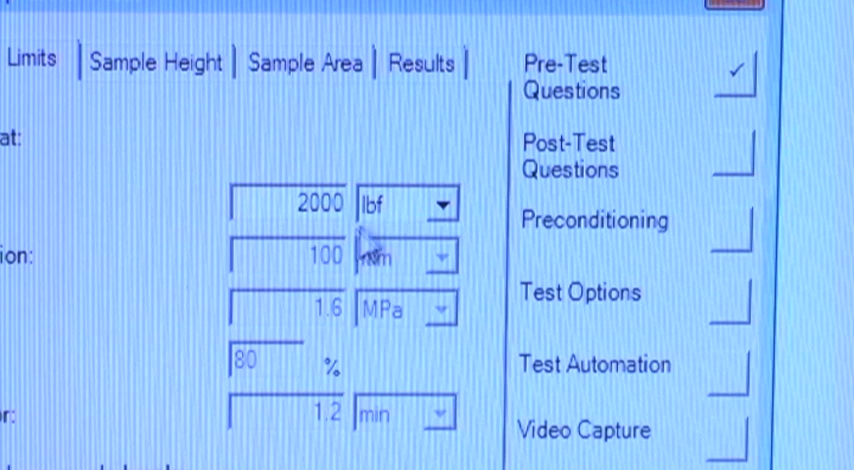 Limits | Sample Height | Sample Area | Results |
at:
2000 lbf
ion:
100 mm
1.6 MPa
80 %
r:
1.2 min
Pre-Test
Questions
Post-Test
Questions
Preconditioning
Test Options
Test Automation
Video Capture